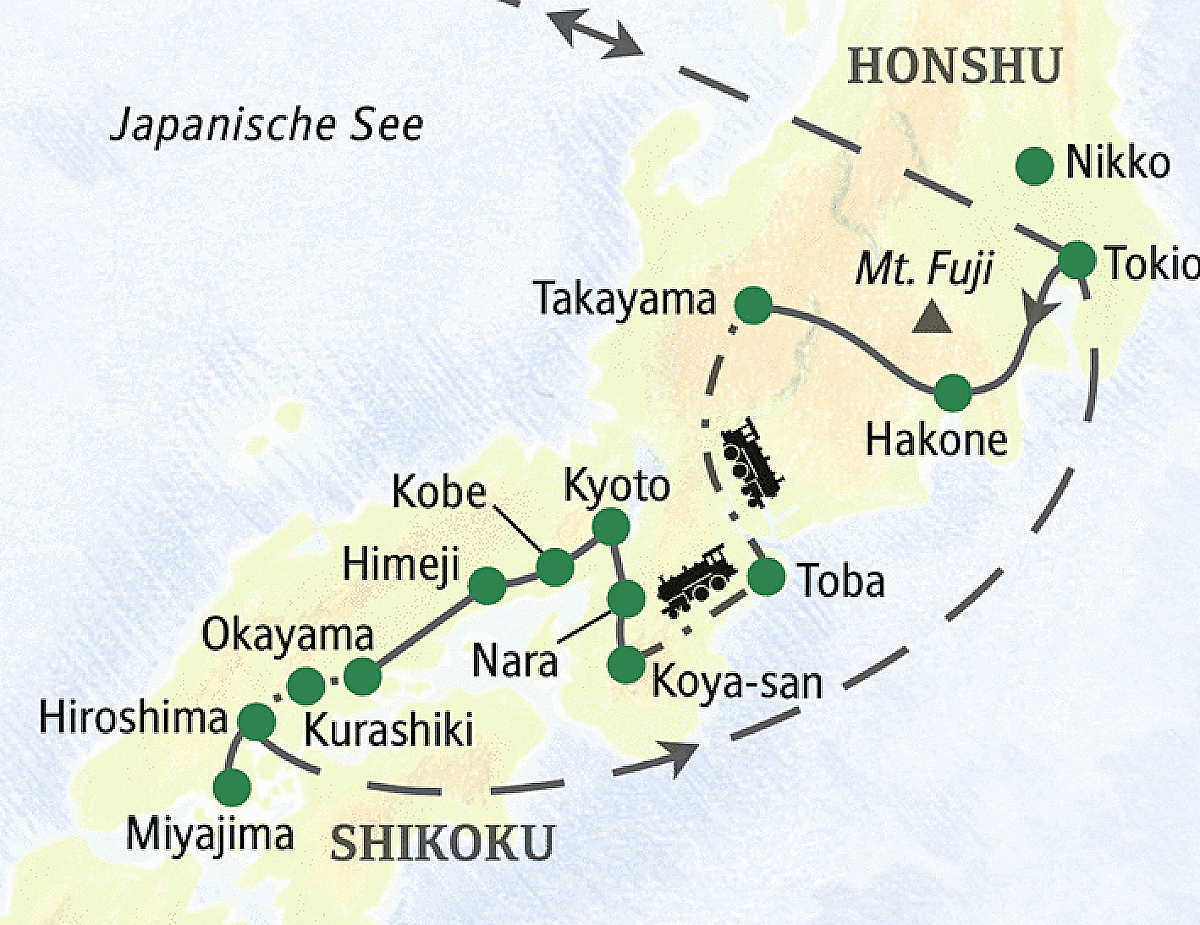 HONSHU
Japanische See
Nikko
Mt. Fuji
Tokio
Takayama
Hakone
Kobe
Kyoto
Himeji
Toba
Okayama
Nara
Koya-san
Hiroshima
Kurashiki
Miyajima
SHIKOKU